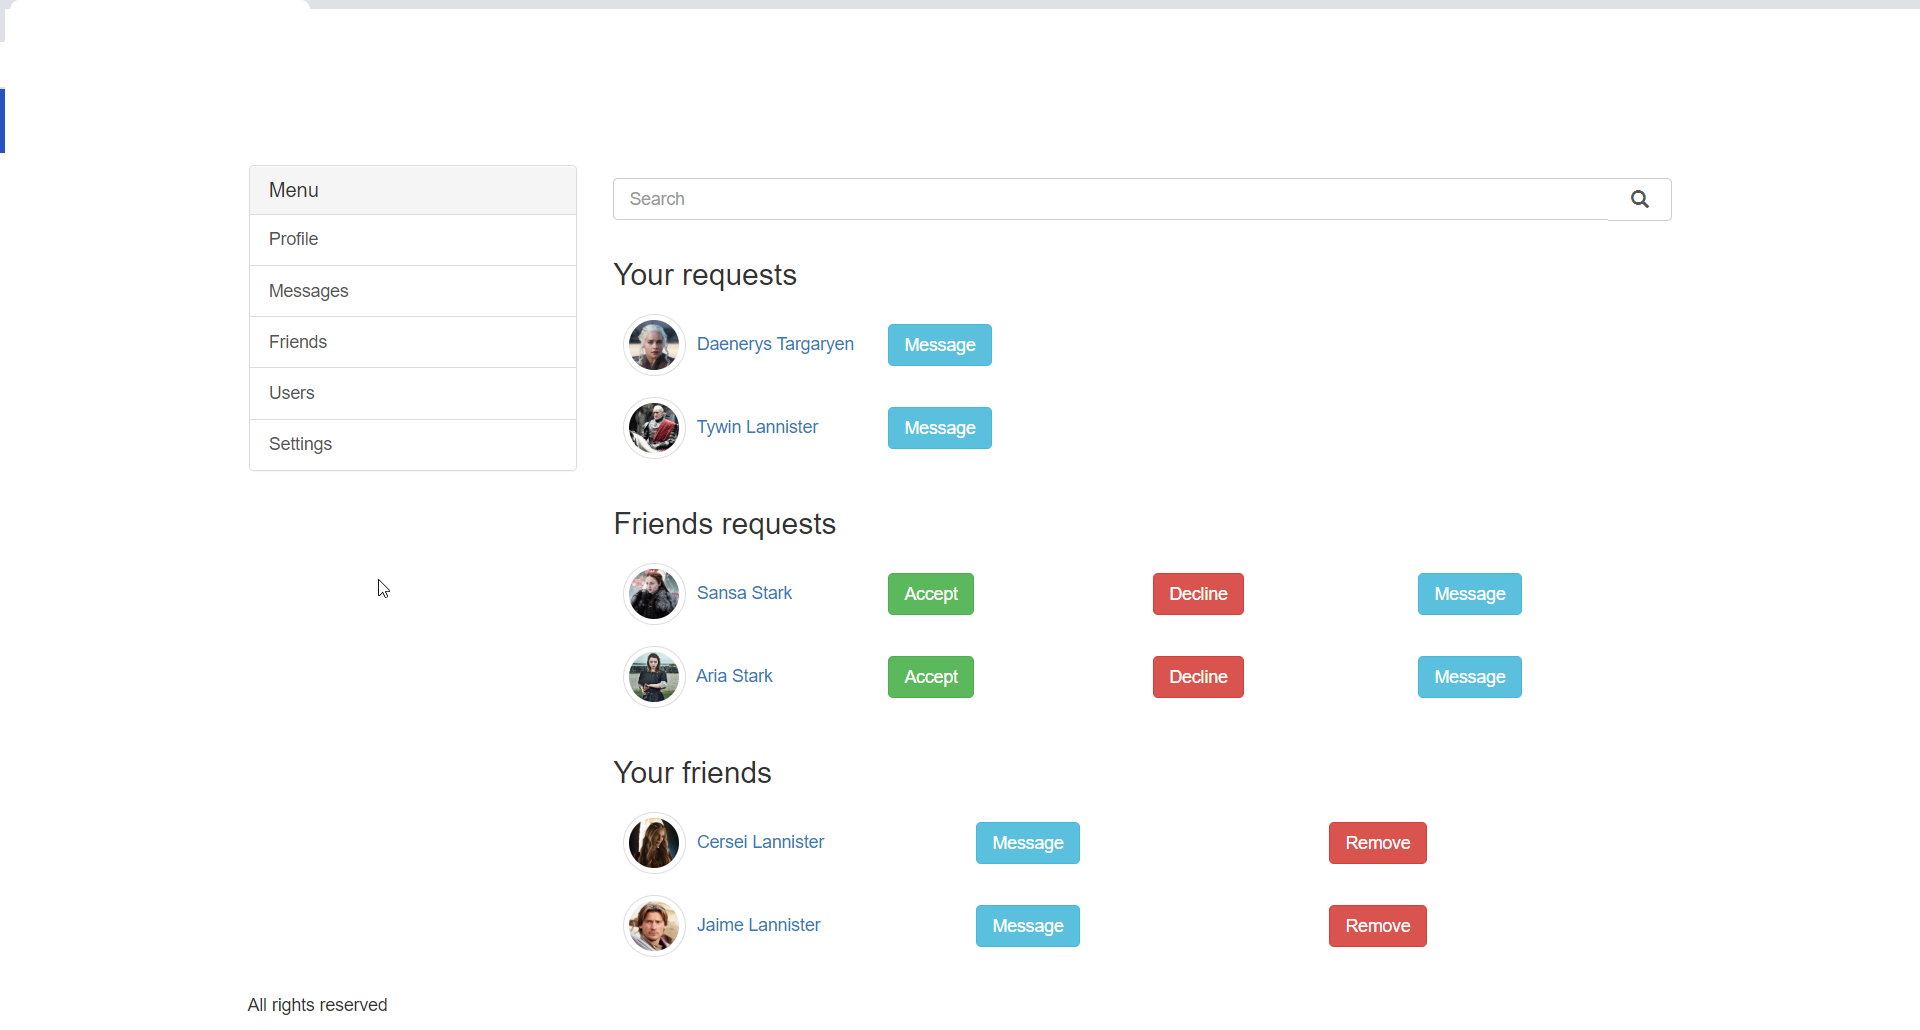 Menu
Profile
Messages
Friends
Users
Settings
Search
Your requests
Daenerys Targaryen Message
Tywin Lannister Message
Friends requests
Sansa Stark Accept Decline Message
Aria Stark Accept Decline Message
Your friends
Cersei Lannister Message Remove
Jaime Lannister Message Remove
All rights reserved